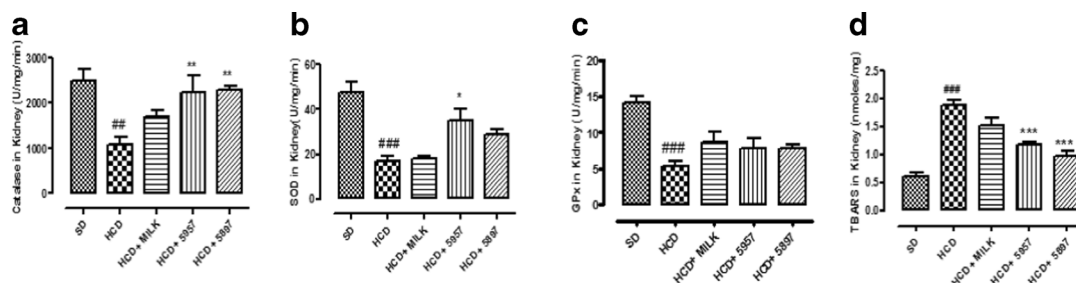 a
Catalase in Kidney (U/mg/min)
3000
2000
1000
0
##
**
**
SD
HCD
HCD+ MILK
HCD+ 5957
HCD+ 5897
b
SOD in Kidney(U/mg/min)
60
40
20
0
###
*
SD
HCD
HCD+ MILK
HCD+ 5957
HCD+ 5897
c
GPx in Kidney (U/mg/min)
20
15
10
5
0
###
SD
HCD
HCD+ MILK
HCD+ 5957
HCD+ 5897
d
TBARS in Kidney (nmoles/mg)
2.5
2.0
1.5
1.0
0.5
0.0
###
***
***
SD
HCD
HCD+ MILK
HCD+ 5957
HCD+ 5897